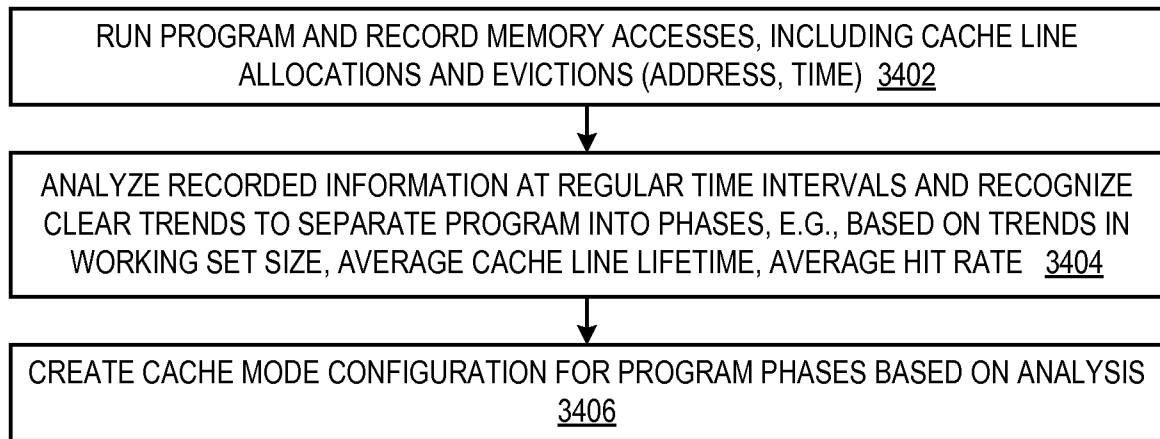 RUN PROGRAM AND RECORD MEMORY ACCESSES, INCLUDING CACHE LINE
ALLOCATIONS AND EVICTIONS (ADDRESS, TIME) 3402
ANALYZE RECORDED INFORMATION AT REGULAR TIME INTERVALS AND RECOGNIZE
CLEAR TRENDS TO SEPARATE PROGRAM INTO PHASES, E.G., BASED ON TRENDS IN
WORKING SET SIZE, AVERAGE CACHE LINE LIFETIME, AVERAGE HIT RATE 3404
CREATE CACHE MODE CONFIGURATION FOR PROGRAM PHASES BASED ON ANALYSIS
3406